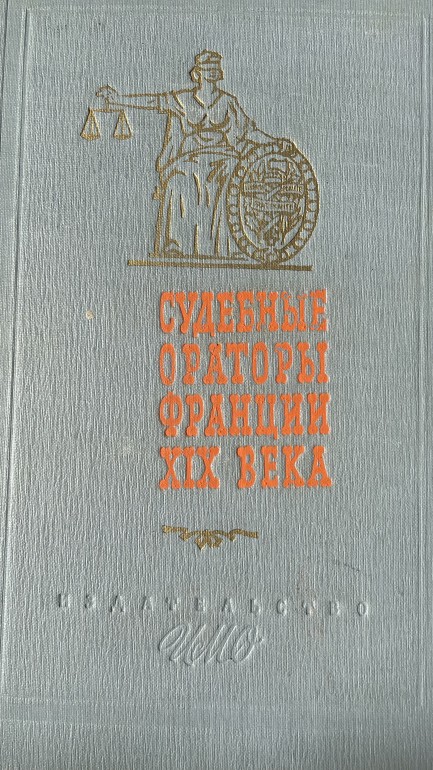 СУДЕБНЫЕ
ОРАТОРЫ
ФРАНЦИИ
XIX ВЕКА
ИЗДАТЕЛЬСТВО
ИМО